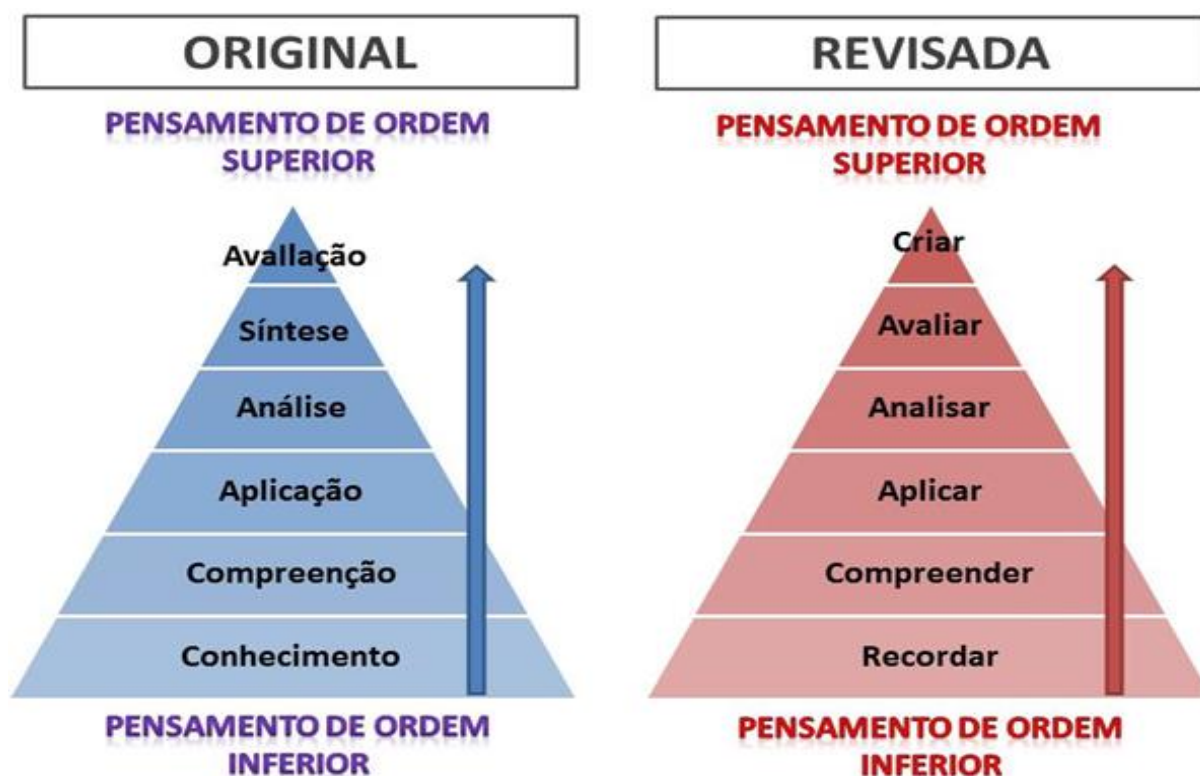 ORIGINAL
PENSAMENTO DE ORDEM
SUPERIOR
Avallação
Síntese
Análise
Aplicação
Compreenção
Conhecimento
PENSAMENTO DE ORDEM
INFERIOR
REVISADA
PENSAMENTO DE ORDEM
SUPERIOR
Criar
Avaliar
Analisar
Aplicar
Compreender
Recordar
PENSAMENTO DE ORDEM
INFERIOR